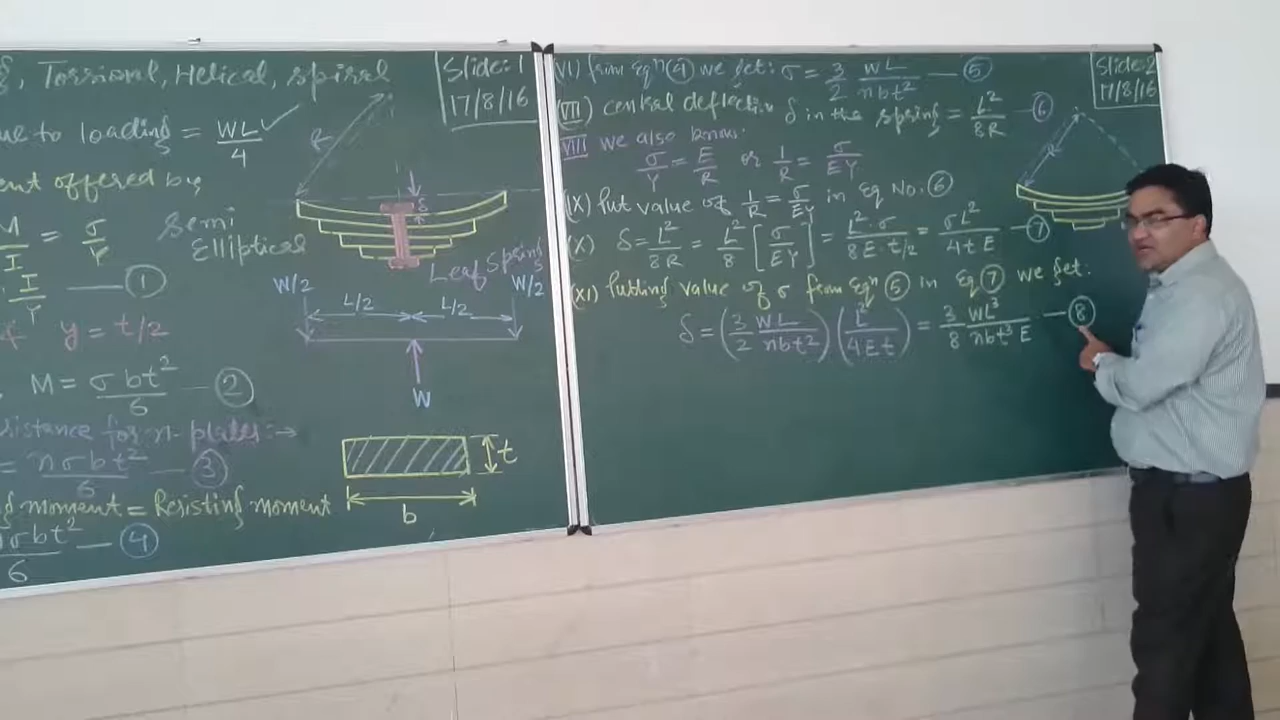 , Torsional, Helical, spiral
Slide:1
17/8/16
ue to loading = WL/4
R
ent offered by,
M/I = σ/Y
Semi
Elliptical
δ
Leaf Spring
I/Y — ①
W/2
L/2
L/2
W/2
y = t/2
W
M = σbt²/6 — ②
sistance for n-plates:→
= nσbt²/6 — ③
t
b
g moment = Resisting moment
σbt²/6 — ④
VI) from Eqⁿ ④ we get: σ = 3/2 WL/nbt² — ⑤
Slide:2
17/8/16
(VII) central deflection δ in the spring = L²/8R — ⑥
R
VIII we also know:
σ/Y = E/R or 1/R = σ/EY
(IX) Put value of 1/R = σ/EY in Eq No. ⑥
(X) δ = L²/8R = L²/8 [σ/EY] = L²·σ/8E t/2 = σL²/4tE — ⑦
(XI) Putting value of σ from Eqⁿ ⑤ in Eq ⑦ we get.
δ = (3/2 WL/nbt²)(L²/4Et) = 3/8 WL³/nbt³E — ⑧